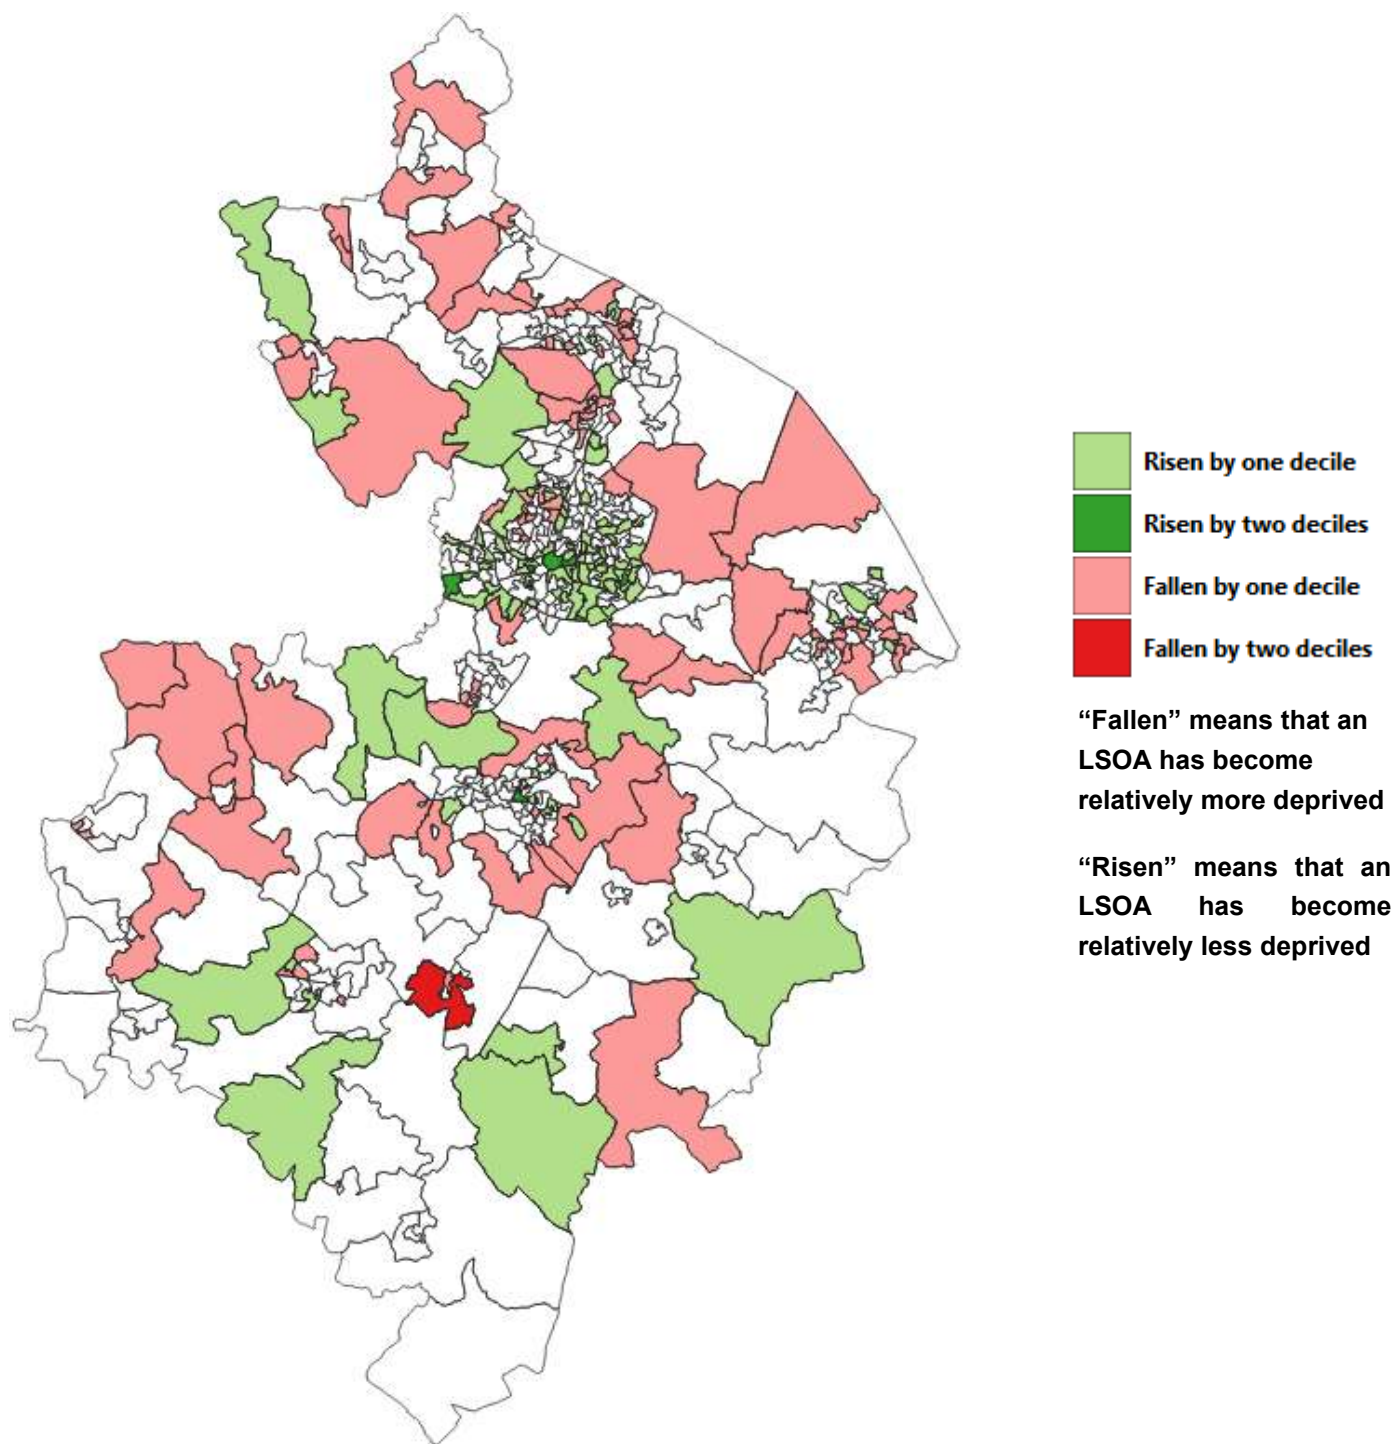 Risen by one decile
Risen by two deciles
Fallen by one decile
Fallen by two deciles
“Fallen” means that an
LSOA has become
relatively more deprived
“Risen” means that an
LSOA has become
relatively less deprived